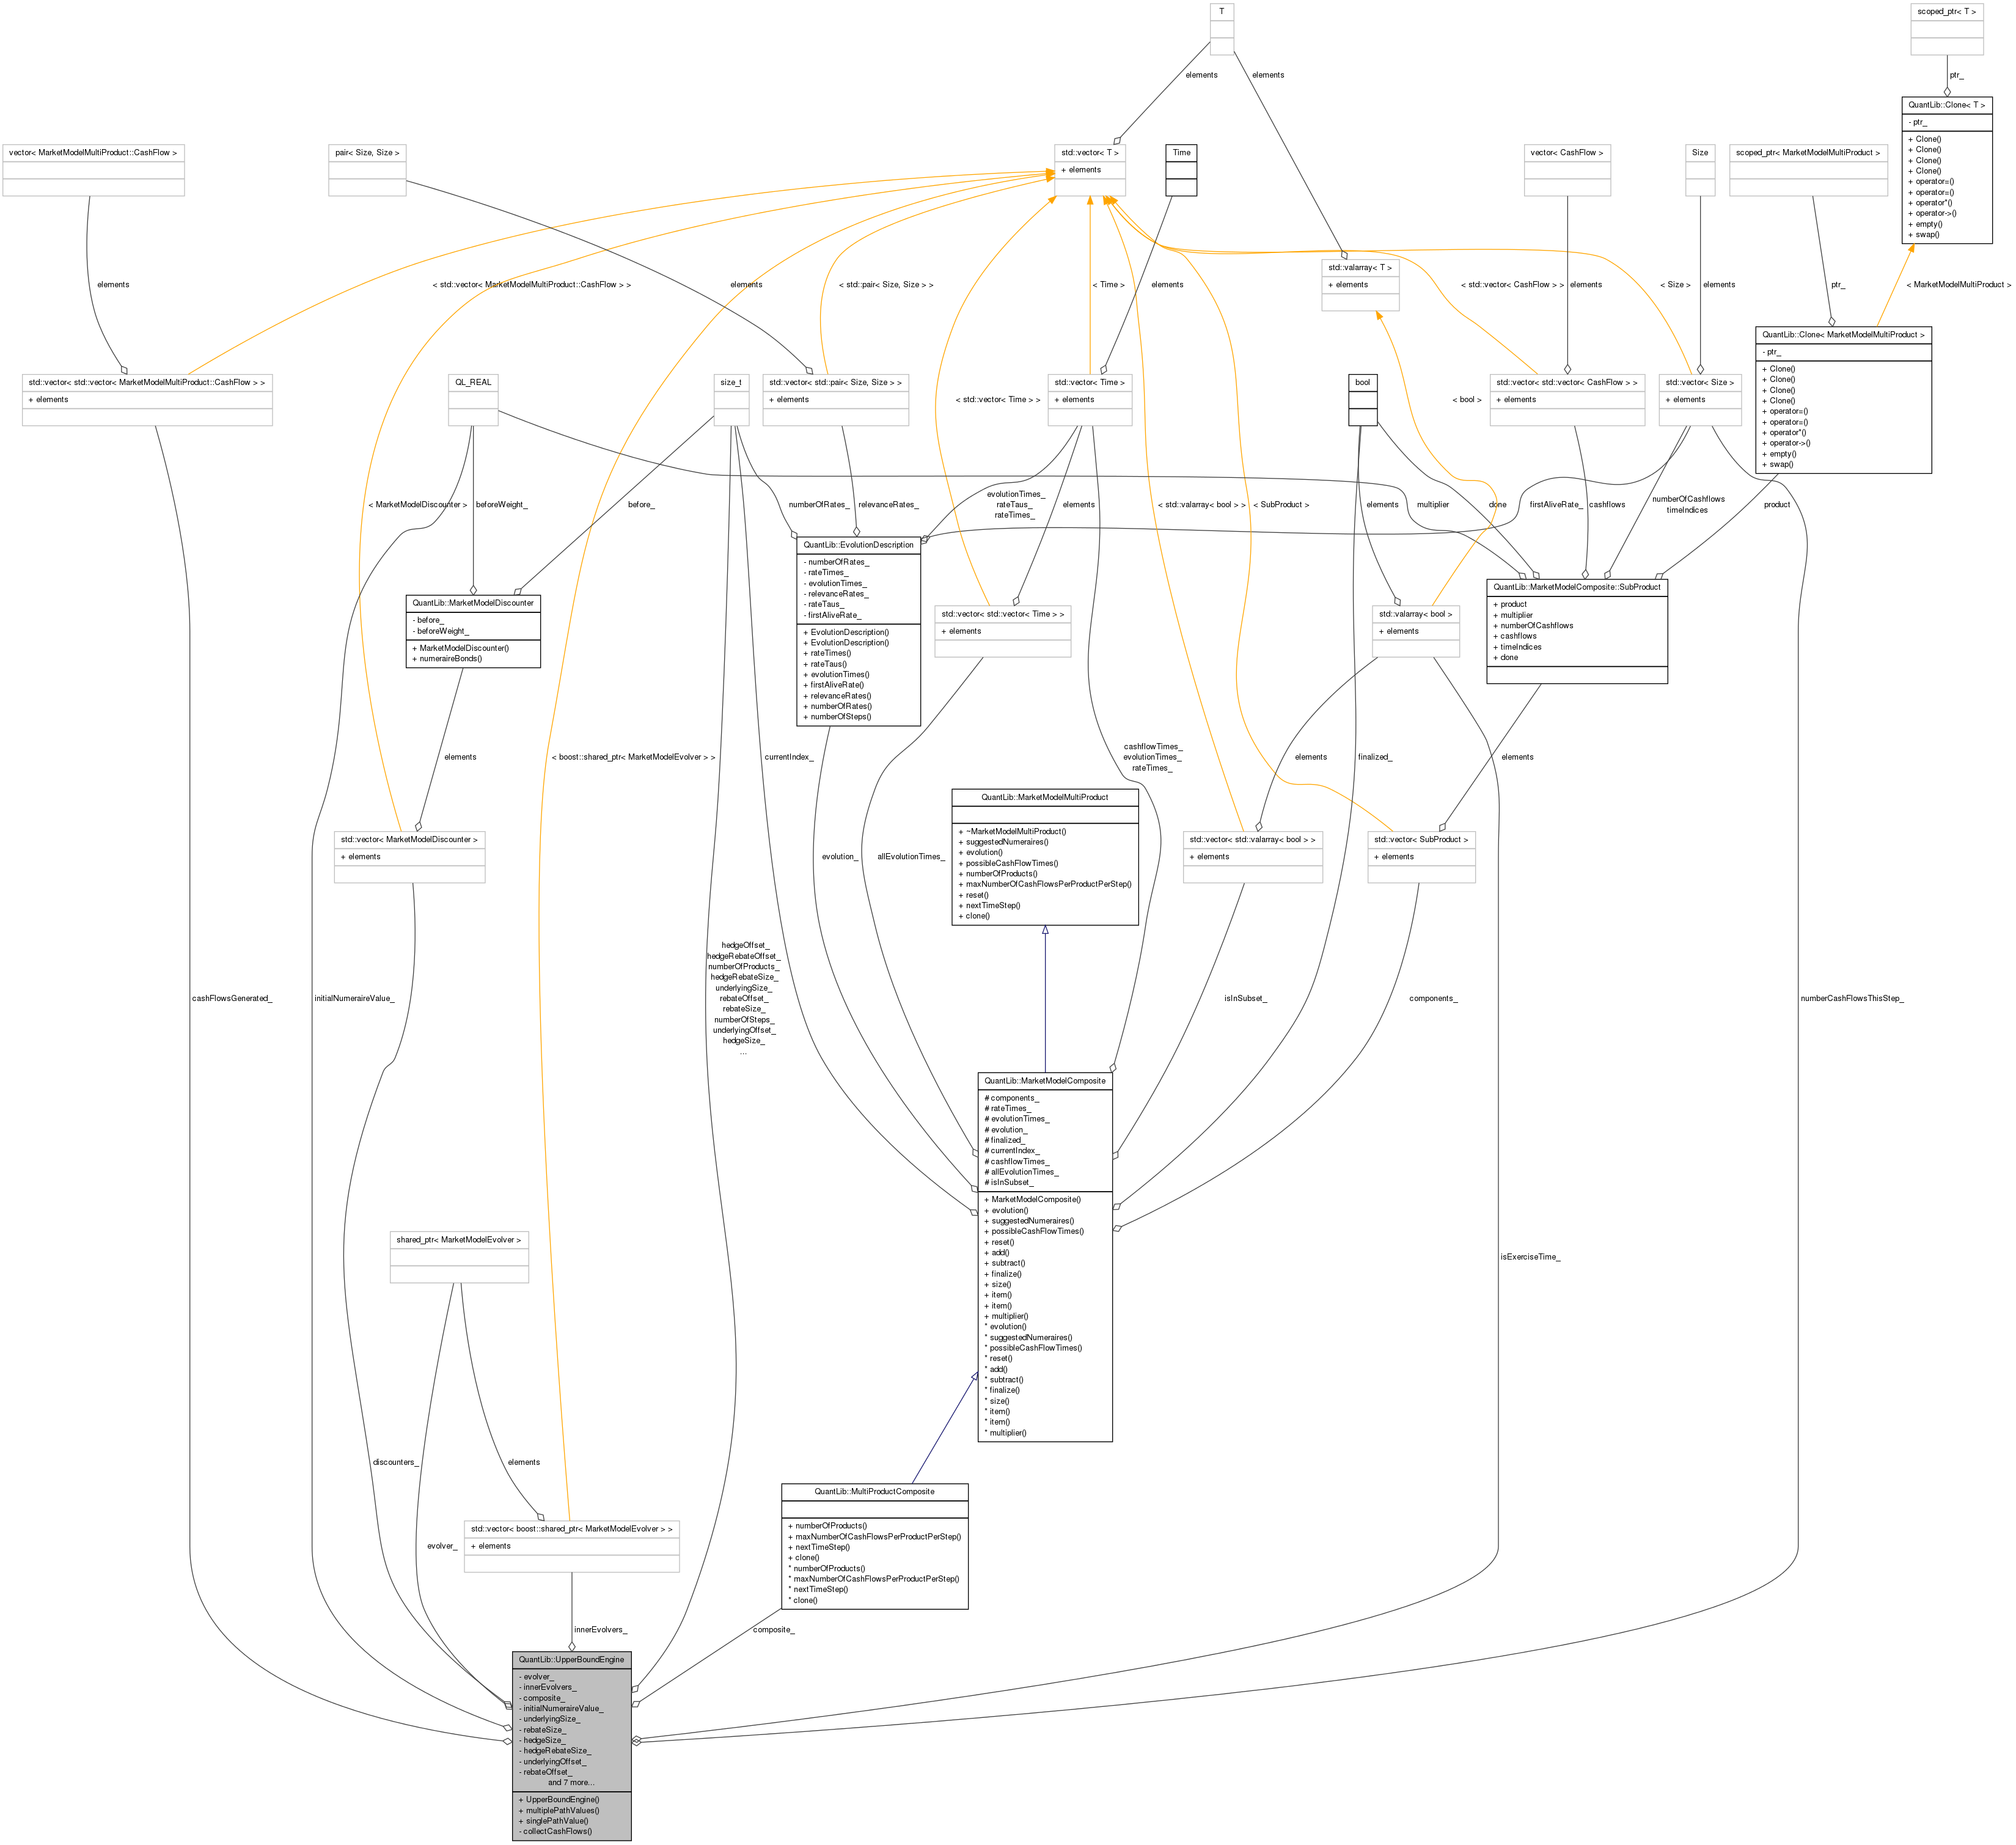 T
scoped_ptr< T >
elements
elements
ptr_
QuantLib::Clone< T >
- ptr_
+ Clone()
+ Clone()
+ Clone()
+ Clone()
+ operator=()
+ operator=()
+ operator*()
+ operator->()
+ empty()
+ swap()
vector< MarketModelMultiProduct::CashFlow >
pair< Size, Size >
std::vector< T >
+ elements
Time
vector< CashFlow >
Size
scoped_ptr< MarketModelMultiProduct >
std::valarray< T >
+ elements
elements
< std::vector< MarketModelMultiProduct::CashFlow > >
elements
< std::pair< Size, Size > >
< Time >
elements
< std::vector< CashFlow > >
elements
< Size >
elements
ptr_
< MarketModelMultiProduct >
std::vector< std::vector< MarketModelMultiProduct::CashFlow > >
+ elements
QL_REAL
size_t
std::vector< std::pair< Size, Size > >
+ elements
< std::vector< Time > >
std::vector< Time >
+ elements
bool
< bool >
std::vector< std::vector< CashFlow > >
+ elements
std::vector< Size >
+ elements
QuantLib::Clone< MarketModelMultiProduct >
- ptr_
+ Clone()
+ Clone()
+ Clone()
+ Clone()
+ operator=()
+ operator=()
+ operator*()
+ operator->()
+ empty()
+ swap()
< MarketModelDiscounter >
beforeWeight_
before_
numberOfRates_
relevanceRates_
evolutionTimes_
rateTaus_
rateTimes_
elements
< std::valarray< bool > >
< SubProduct >
elements
multiplier
done
firstAliveRate_
cashflows
numberOfCashflows
timeIndices
product
QuantLib::EvolutionDescription
- numberOfRates_
- rateTimes_
- evolutionTimes_
- relevanceRates_
- rateTaus_
- firstAliveRate_
+ EvolutionDescription()
+ EvolutionDescription()
+ rateTimes()
+ rateTaus()
+ evolutionTimes()
+ firstAliveRate()
+ relevanceRates()
+ numberOfRates()
+ numberOfSteps()
QuantLib::MarketModelDiscounter
- before_
- beforeWeight_
+ MarketModelDiscounter()
+ numeraireBonds()
std::vector< std::vector< Time > >
+ elements
std::valarray< bool >
+ elements
QuantLib::MarketModelComposite::SubProduct
+ product
+ multiplier
+ numberOfCashflows
+ cashflows
+ timeIndices
+ done
elements
< boost::shared_ptr< MarketModelEvolver > >
currentIndex_
cashflowTimes_
evolutionTimes_
rateTimes_
elements
finalized_
elements
QuantLib::MarketModelMultiProduct
+ ~MarketModelMultiProduct()
+ suggestedNumeraires()
+ evolution()
+ possibleCashFlowTimes()
+ numberOfProducts()
+ maxNumberOfCashFlowsPerProductPerStep()
+ reset()
+ nextTimeStep()
+ clone()
std::vector< MarketModelDiscounter >
+ elements
evolution_
allEvolutionTimes_
std::vector< std::valarray< bool > >
+ elements
std::vector< SubProduct >
+ elements
cashFlowsGenerated_
initialNumeraireValue_
hedgeOffset_
hedgeRebateOffset_
numberOfProducts_
hedgeRebateSize_
underlyingSize_
rebateOffset_
rebateSize_
numberOfSteps_
underlyingOffset_
hedgeSize_
...
isInSubset_
components_
numberCashFlowsThisStep_
QuantLib::MarketModelComposite
# components_
# rateTimes_
# evolutionTimes_
# evolution_
# finalized_
# currentIndex_
# cashflowTimes_
# allEvolutionTimes_
# isInSubset_
+ MarketModelComposite()
+ evolution()
+ suggestedNumeraires()
+ possibleCashFlowTimes()
+ reset()
+ add()
+ subtract()
+ finalize()
+ size()
+ item()
+ item()
+ multiplier()
* evolution()
* suggestedNumeraires()
* possibleCashFlowTimes()
* reset()
* add()
* subtract()
* finalize()
* size()
* item()
* item()
* multiplier()
shared_ptr< MarketModelEvolver >
isExerciseTime_
discounters_
elements
QuantLib::MultiProductComposite
+ numberOfProducts()
+ maxNumberOfCashFlowsPerProductPerStep()
+ nextTimeStep()
+ clone()
* numberOfProducts()
* maxNumberOfCashFlowsPerProductPerStep()
* nextTimeStep()
* clone()
std::vector< boost::shared_ptr< MarketModelEvolver > >
+ elements
evolver_
innerEvolvers_
composite_
QuantLib::UpperBoundEngine
- evolver_
- innerEvolvers_
- composite_
- initialNumeraireValue_
- underlyingSize_
- rebateSize_
- hedgeSize_
- hedgeRebateSize_
- underlyingOffset_
- rebateOffset_
and 7 more...
+ UpperBoundEngine()
+ multiplePathValues()
+ singlePathValue()
- collectCashFlows()